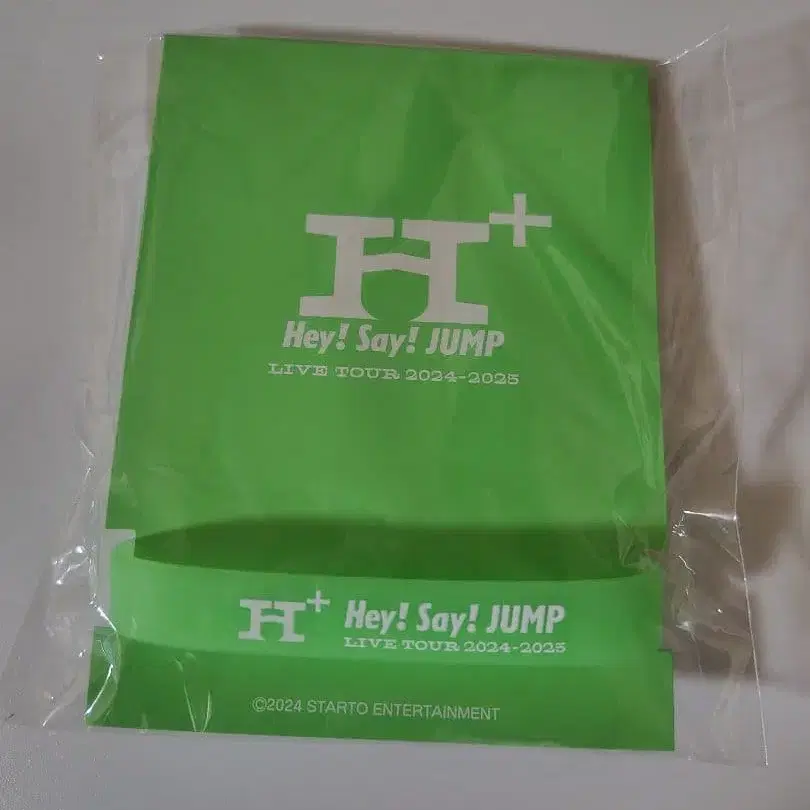 H+
Hey! Say! JUMP
LIVE TOUR 2024-2025
H+ Hey! Say! JUMP
LIVE TOUR 2024-2025
©2024 STARTO ENTERTAINMENT